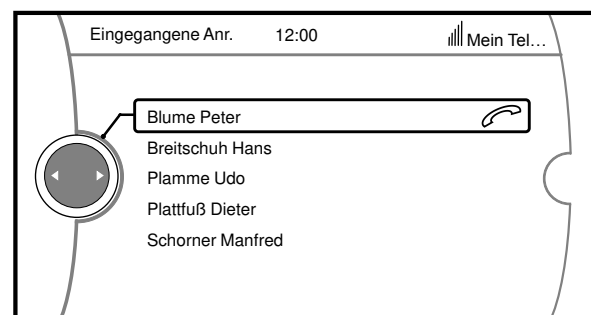 Eingegangene Anr. 12:00 Mein Tel…
Blume Peter
Breitschuh Hans
Plamme Udo
Plattfuß Dieter
Schorner Manfred